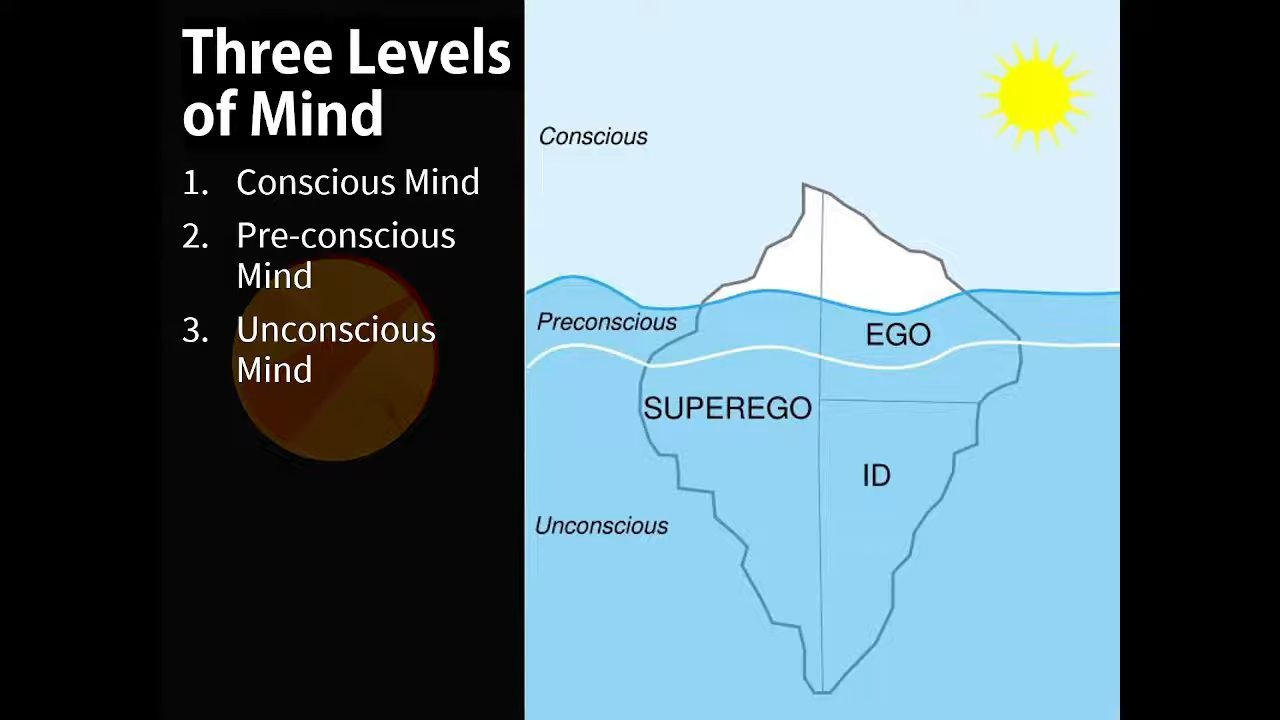 Three Levels
of Mind
1. Conscious Mind
2. Pre-conscious
Mind
3. Unconscious
Mind
Conscious
Preconscious
EGO
SUPEREGO
ID
Unconscious